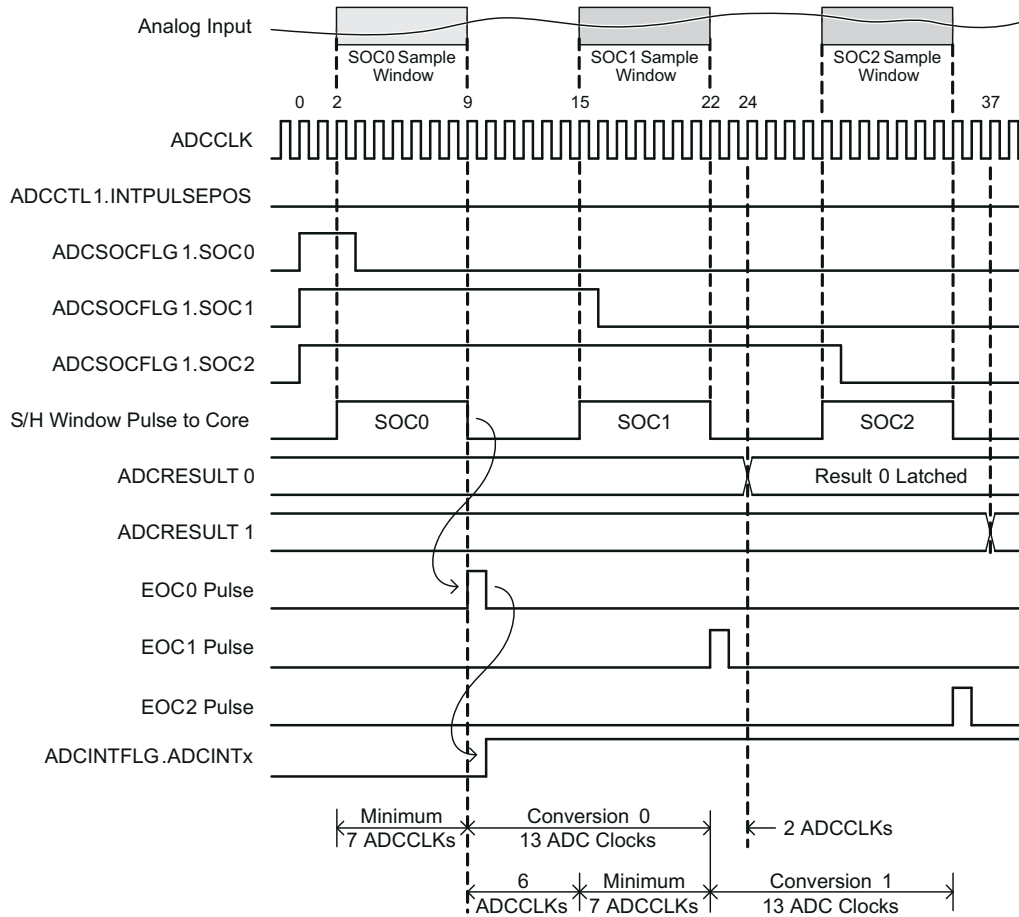 Analog Input
SOC0 Sample
Window
SOC1 Sample
Window
SOC2 Sample
Window
0 2 9 15 22 24 37
ADCCLK
ADCCTL1.INTPULSEPOS
ADCSOCFLG 1.SOC0
ADCSOCFLG 1.SOC1
ADCSOCFLG 1.SOC2
S/H Window Pulse to Core SOC0 SOC1 SOC2
ADCRESULT 0 Result 0 Latched
ADCRESULT 1
EOC0 Pulse
EOC1 Pulse
EOC2 Pulse
ADCINTFLG.ADCINTx
Minimum
7 ADCCLKs
Conversion 0
13 ADC Clocks
2 ADCCLKs
6
ADCCLKs
Minimum
7 ADCCLKs
Conversion 1
13 ADC Clocks